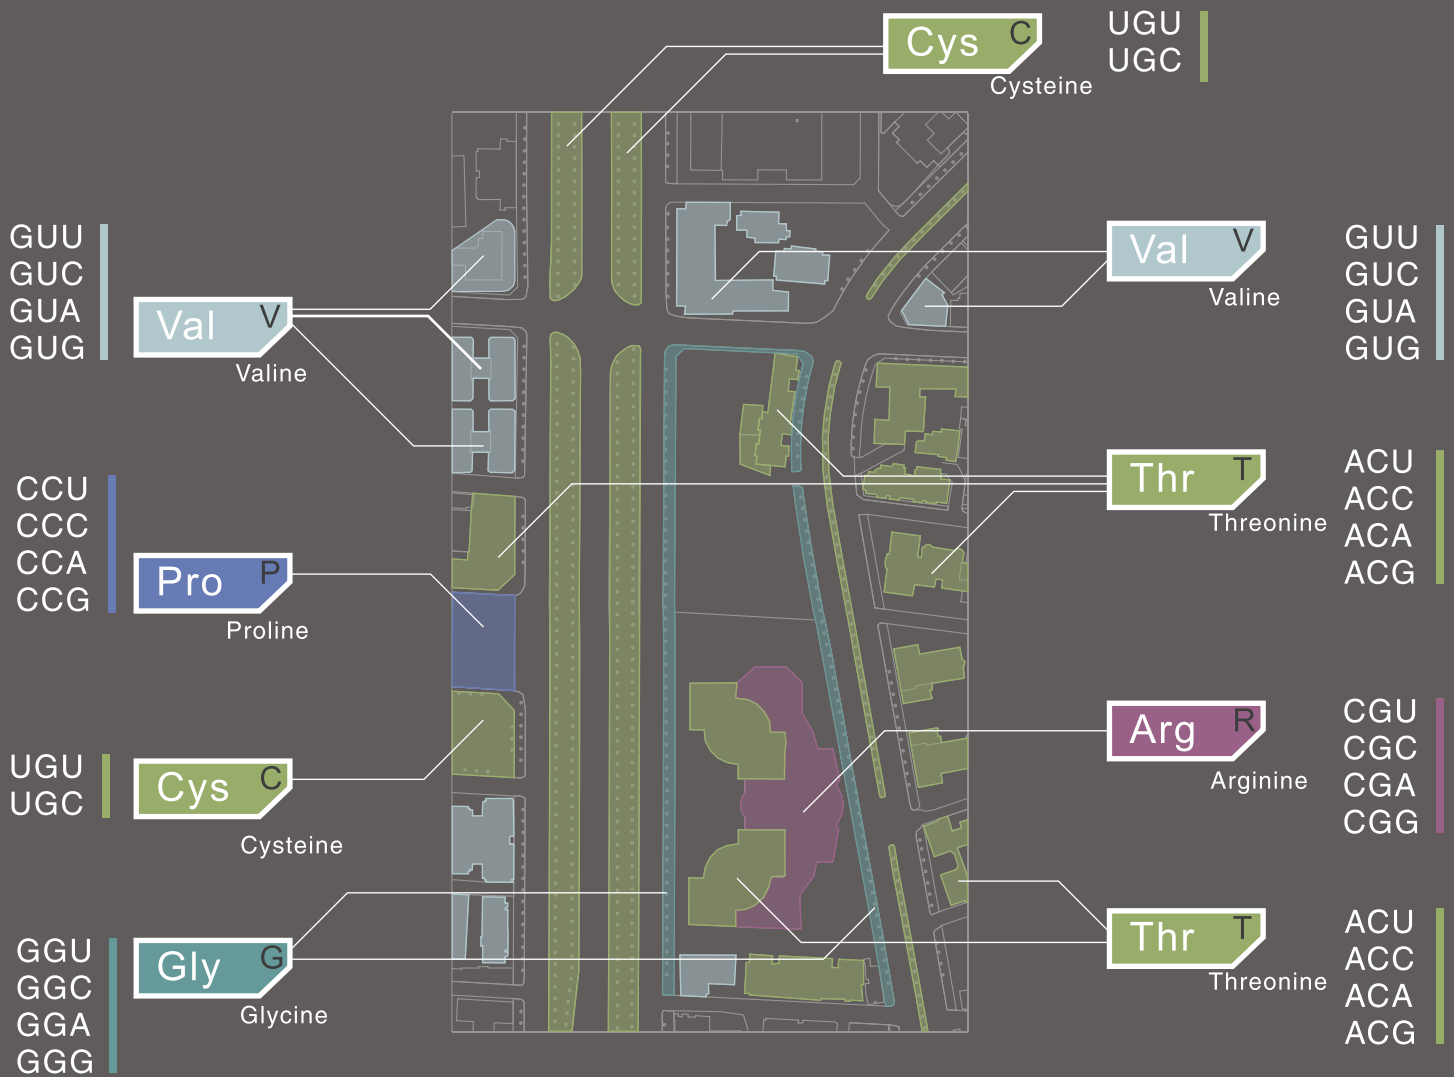 Cys C
Cysteine
UGU
UGC
GUU
GUC
GUA
GUG
Val V
Valine
Val V
Valine
GUU
GUC
GUA
GUG
CCU
CCC
CCA
CCG
Pro P
Proline
Thr T
Threonine
ACU
ACC
ACA
ACG
UGU
UGC
Cys C
Cysteine
Arg R
Arginine
CGU
CGC
CGA
CGG
GGU
GGC
GGA
GGG
Gly G
Glycine
Thr T
Threonine
ACU
ACC
ACA
ACG